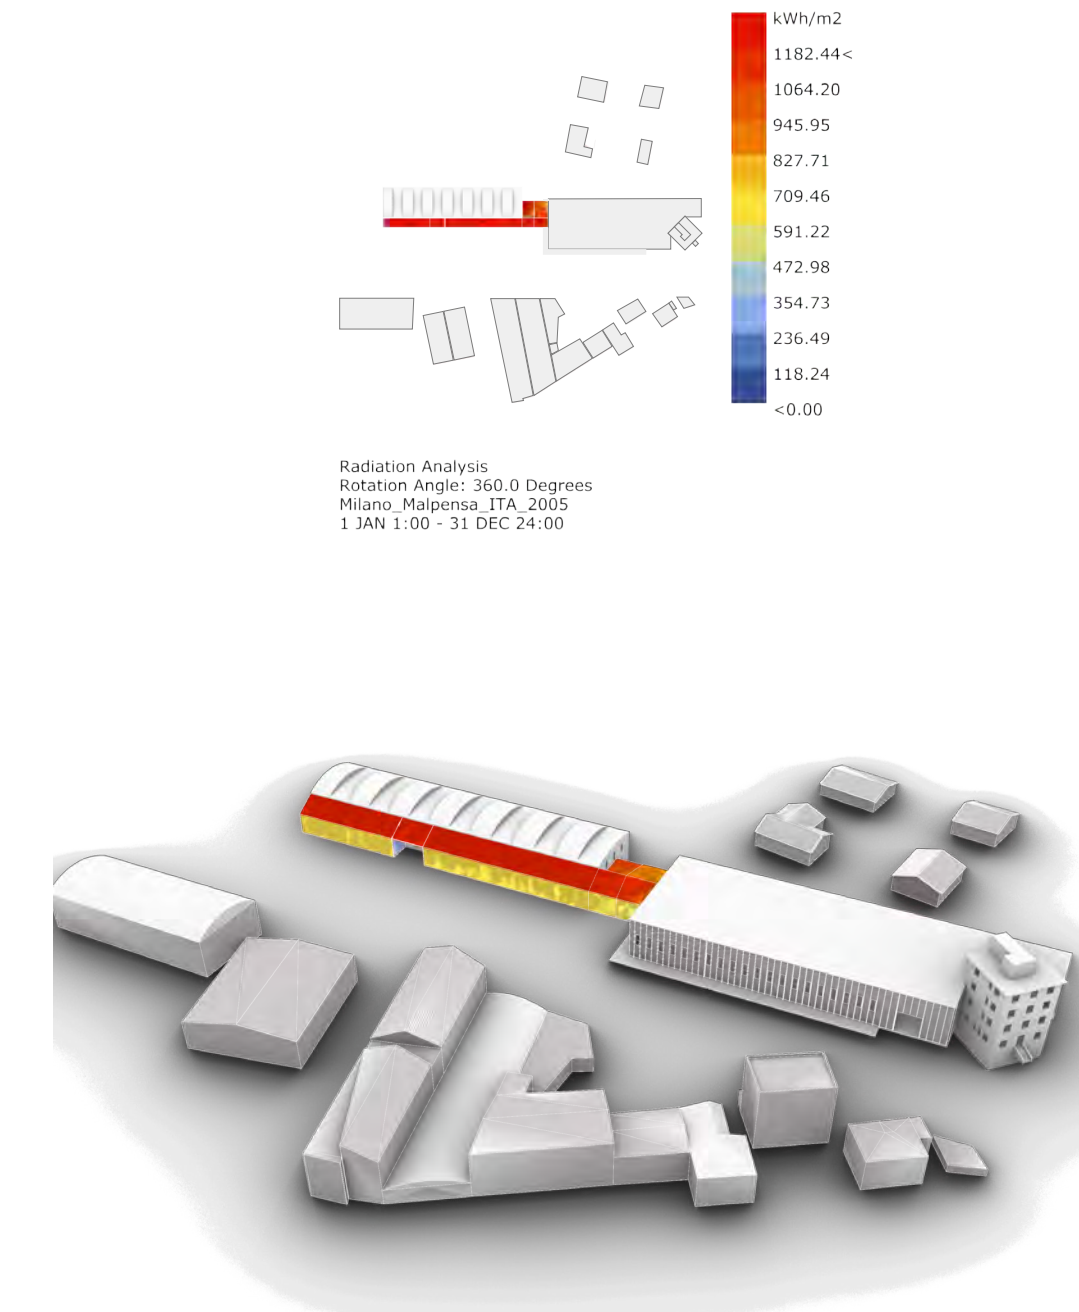 kWh/m2
1182.44<
1064.20
945.95
827.71
709.46
591.22
472.98
354.73
236.49
118.24
<0.00
Radiation Analysis
Rotation Angle: 360.0 Degrees
Milano_Malpensa_ITA_2005
1 JAN 1:00 - 31 DEC 24:00